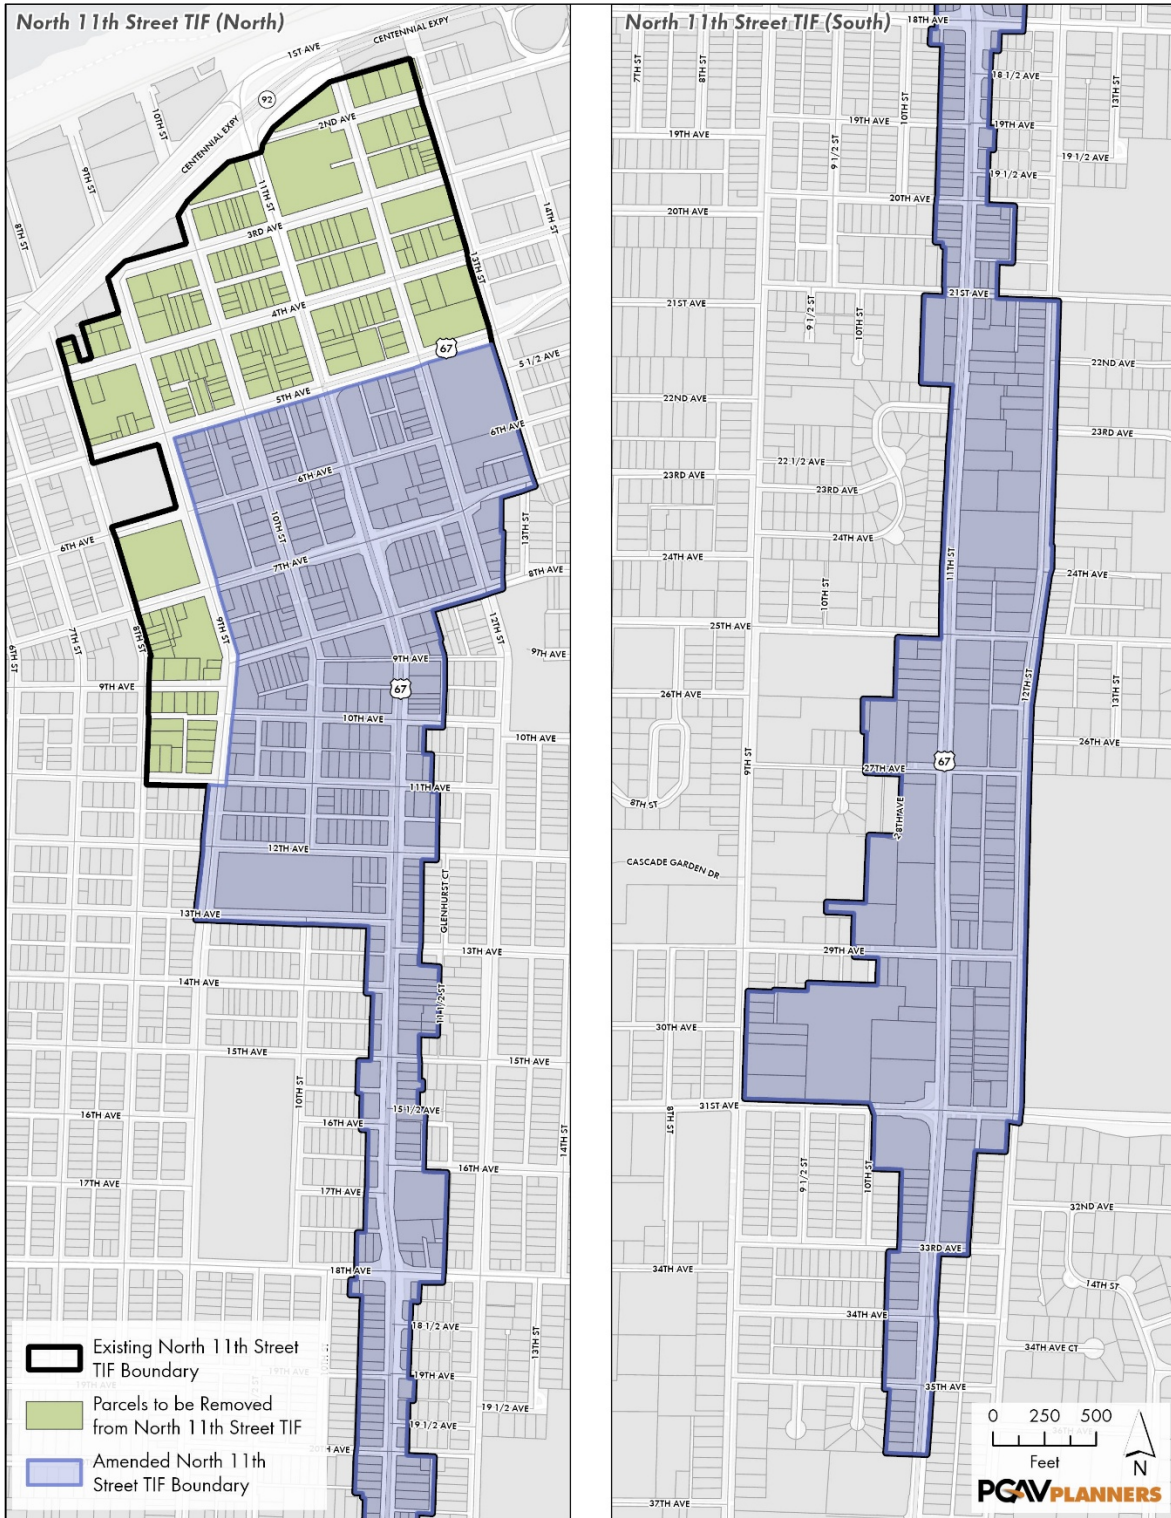 North 11th Street TIF (North)
1ST AVE
CENTENNIAL EXPY
10TH ST
92
2ND AVE
CENTENNIAL EXPY
9TH ST
11TH ST
14TH ST
8TH ST
3RD AVE
13TH ST
4TH AVE
67
5 1/2 AVE
5TH AVE
6TH AVE
6TH AVE
10TH ST
13TH ST
6TH AVE
7TH AVE
8TH AVE
7TH ST
8TH ST
9TH ST
12TH ST
6TH ST
9TH AVE
9TH AVE
9TH AVE
67
10TH AVE
10TH AVE
11TH AVE
12TH AVE
GLENHURST CT
13TH AVE
13TH AVE
14TH AVE
11 1/2 ST
15TH AVE
15TH AVE
10TH ST
15 1/2 AVE
16TH AVE
16TH AVE
14TH ST
16TH AVE
17TH AVE
17TH AVE
18TH AVE
18 1/2 AVE
13TH ST
19TH AVE
19TH AVE
19 1/2 AVE
19 1/2 AVE
20TH AVE
Existing North 11th Street
TIF Boundary
Parcels to be Removed
from North 11th Street TIF
Amended North 11th
Street TIF Boundary
North 11th Street TIF (South)
18TH AVE
7TH ST
8TH ST
10TH ST
18 1/2 AVE
13TH ST
19TH AVE
9 1/2 ST
19TH AVE
19TH AVE
19 1/2 AVE
19 1/2 AVE
20TH AVE
20TH AVE
21ST AVE
21ST AVE
9 1/2 ST
10TH ST
22ND AVE
22ND AVE
23RD AVE
22 1/2 AVE
23RD AVE
23RD AVE
24TH AVE
24TH AVE
11TH ST
24TH AVE
10TH ST
25TH AVE
26TH AVE
12TH ST
13TH ST
26TH AVE
9TH ST
27TH AVE
67
8TH ST
28TH AVE
CASCADE GARDEN DR
29TH AVE
30TH AVE
31ST AVE
8TH ST
9 1/2 ST
10TH ST
32ND AVE
33RD AVE
34TH AVE
14TH ST
34TH AVE
34TH AVE CT
35TH AVE
36TH AVE
37TH AVE
0 250 500
Feet
N
PGAV PLANNERS